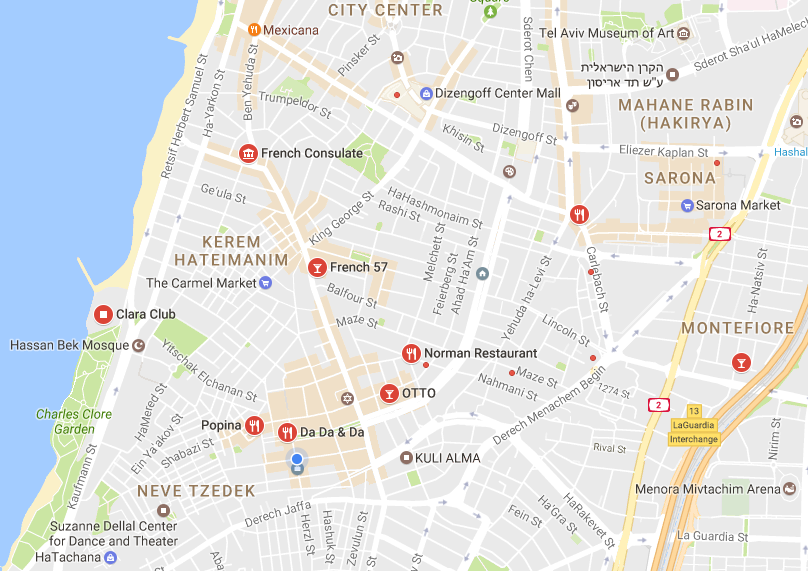 CITY CENTER
Square
Mexicana
Tel Aviv Museum of Art
Sderot Sha'ul HaMelech
Pinsker St
Sderot Chen
הקרן הישראלית
ע"ש תד אריסון
Retsif Herbert Samuel St
Ha-Yarkon St
Ben Yehuda St
Trumpeldor St
Dizengoff Center Mall
MAHANE RABIN
(HAKIRYA)
Khisin St
Dizengoff St
Eliezer Kaplan St
Hashal
French Consulate
SARONA
Ge'ula St
King George St
HaHashmonaim St
Rashi St
Sarona Market
2
KEREM
HATEIMANIM
Melchett St
Feierberg St
Ahad Ha'Am St
Yehuda ha-Levi St
Carlebach St
Ha-Natsiv St
French 57
The Carmel Market
Balfour St
Clara Club
Maze St
Lincoln St
MONTEFIORE
Hassan Bek Mosque
Norman Restaurant
Yitschak Elchanan St
Maze St
Nahmani St
1274 St
OTTO
2
Charles Clore
Garden
HaMered St
Derech Menachem Begin
13
LaGuardia
Interchange
Popina
Da Da & Da
Ein Ya'akov St
Shabazi St
Kaufmann St
Rival St
Nirim St
KULI ALMA
NEVE TZEDEK
Menora Mivtachim Arena
Suzanne Dellal Center
for Dance and Theater
HaTachana
Derech Jaffa
Herzl St
Hashuk St
Zevulun St
Fein St
HaGra St
HaRakevet St
La Guardia St
Aba